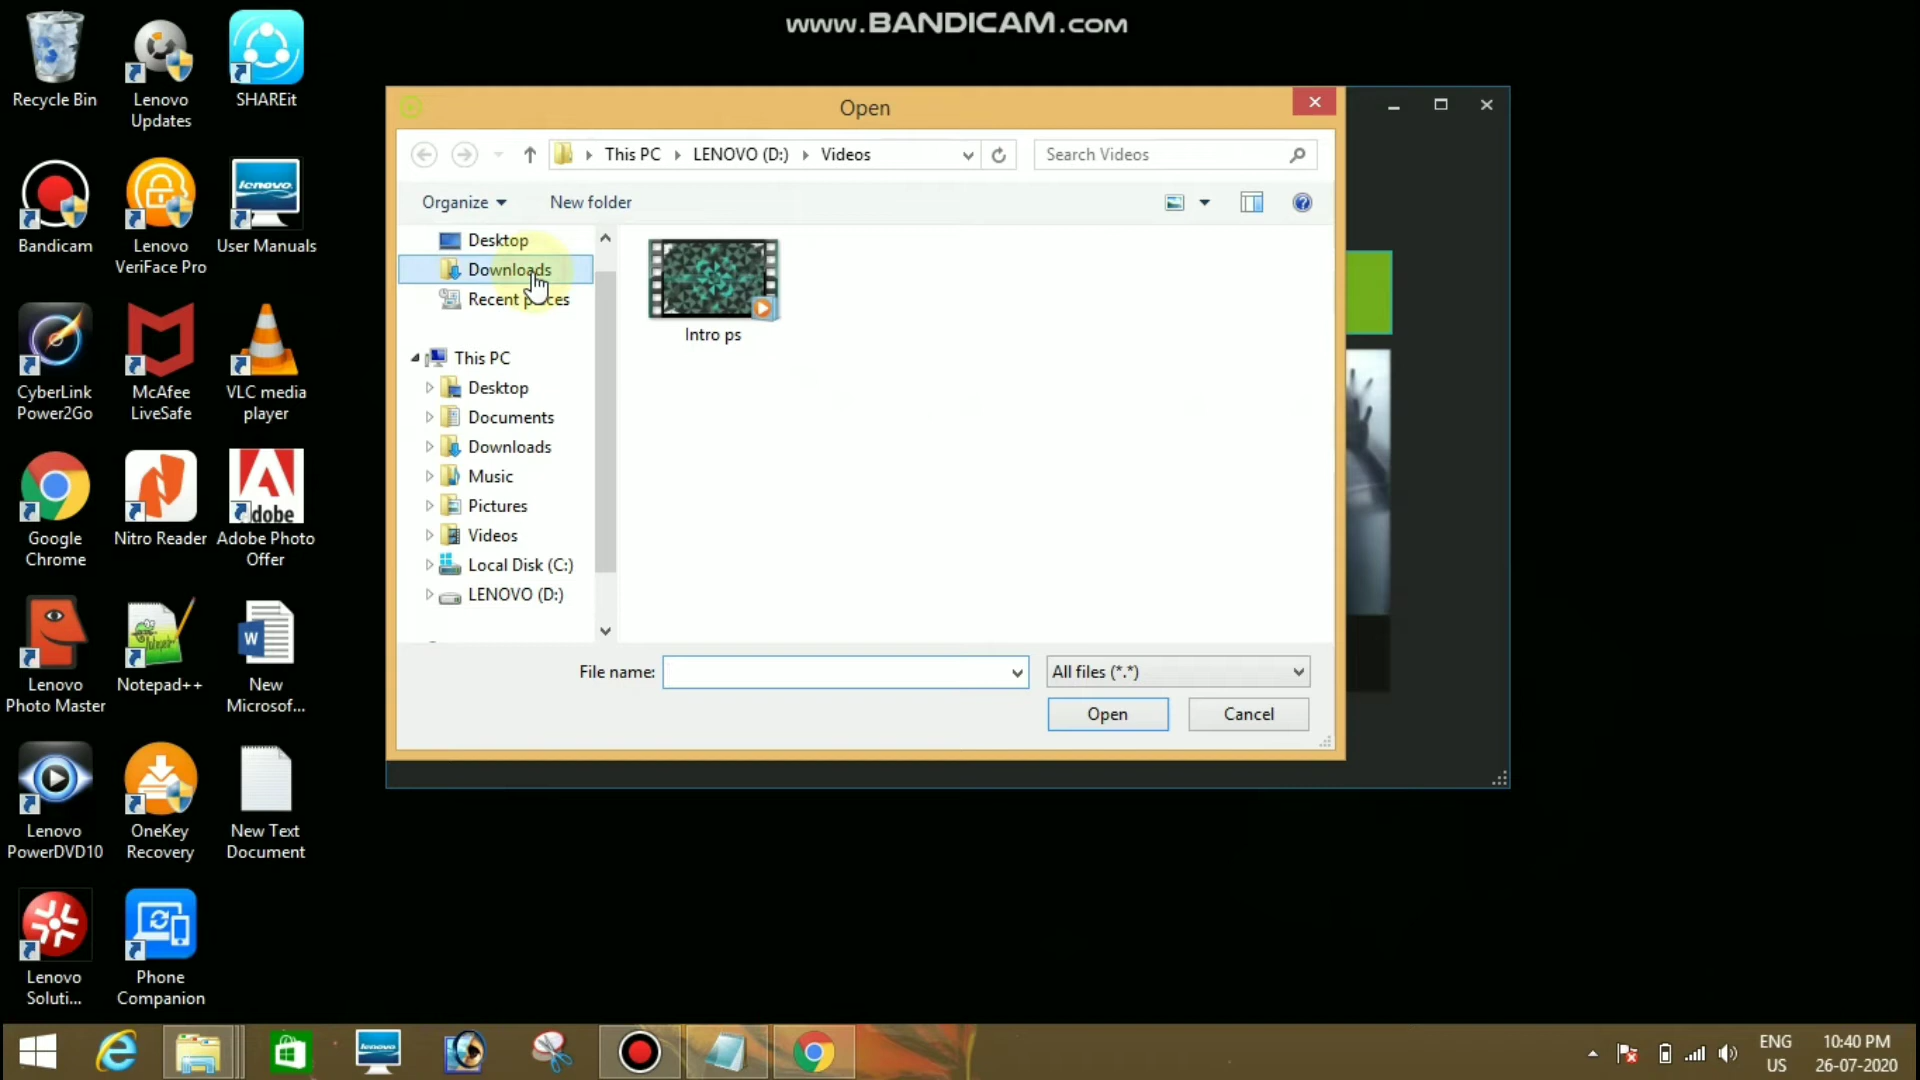 www.BANDICAM.com
Recycle Bin
Lenovo
Updates
SHAREit
Bandicam
Lenovo
VeriFace Pro
lenovo
User Manuals
CyberLink
Power2Go
McAfee
LiveSafe
VLC media
player
Google
Chrome
Nitro Reader
Adobe
Adobe Photo
Offer
Lenovo
Photo Master
Notepad++
W
New
Microsof...
Lenovo
PowerDVD10
OneKey
Recovery
New Text
Document
Lenovo
Soluti...
Phone
Companion
Open
This PC
LENOVO (D:)
Videos
Search Videos
Organize
New folder
Desktop
Downloads
This PC
Desktop
Documents
Downloads
Music
Pictures
Videos
Local Disk (C:)
LENOVO (D:)
Intro ps
File name:
All files (*.*)
Open
Cancel
lenovo
ENG
US
10:40 PM
26-07-2020